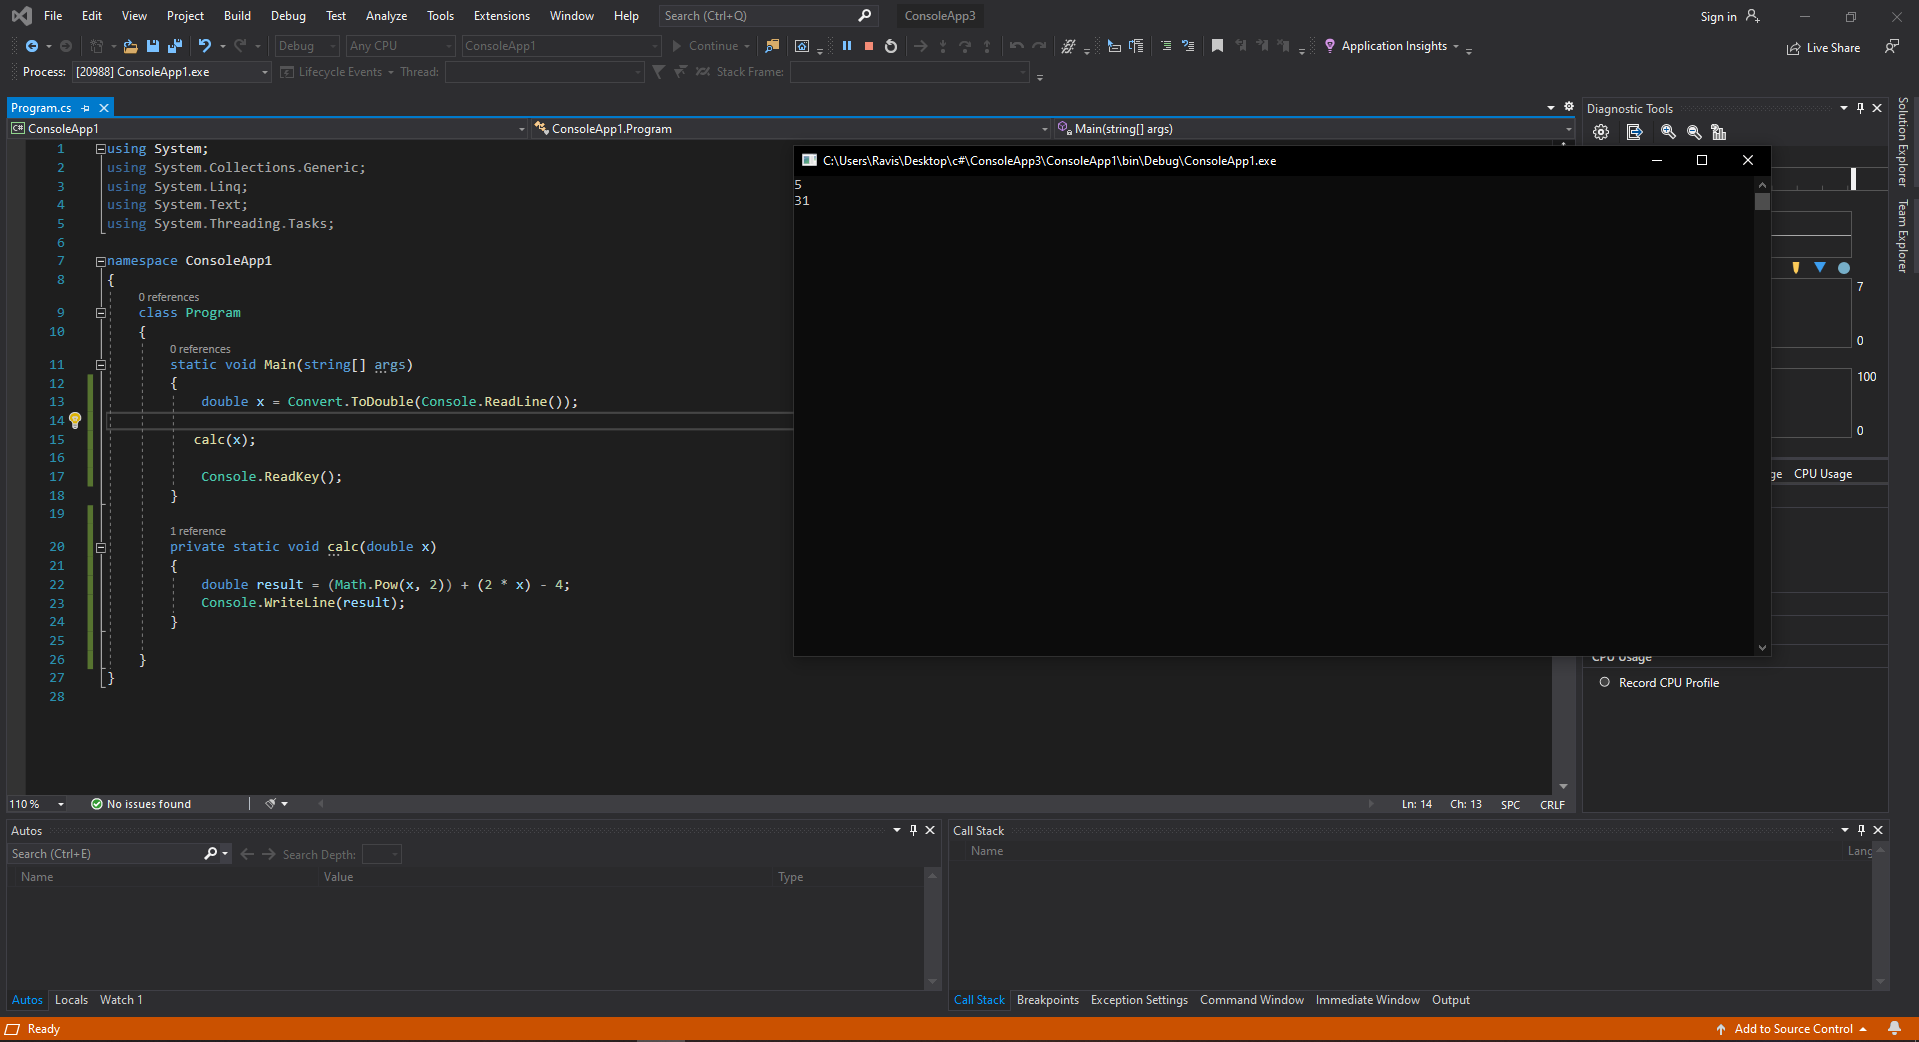 File Edit View Project Build Debug Test Analyze Tools Extensions Window Help Search (Ctrl+Q) ConsoleApp3 Sign in
Debug Any CPU ConsoleApp1 Continue Application Insights Live Share
Process: [20988] ConsoleApp1.exe Lifecycle Events Thread: Stack Frame:
Program.cs
C# ConsoleApp1 ConsoleApp1.Program Main(string[] args)
1 using System;
2 using System.Collections.Generic;
3 using System.Linq;
4 using System.Text;
5 using System.Threading.Tasks;
6
7 namespace ConsoleApp1
8 {
0 references
9 class Program
10 {
0 references
11 static void Main(string[] args)
12 {
13 double x = Convert.ToDouble(Console.ReadLine());
14
15 calc(x);
16
17 Console.ReadKey();
18 }
19
1 reference
20 private static void calc(double x)
21 {
22 double result = (Math.Pow(x, 2)) + (2 * x) - 4;
23 Console.WriteLine(result);
24 }
25
26 }
27 }
28
C:\Users\Ravis\Desktop\c#\ConsoleApp3\ConsoleApp1\bin\Debug\ConsoleApp1.exe
5
31
Diagnostic Tools
7
0
100
0
ge CPU Usage
CPU Usage
Record CPU Profile
Solution Explorer
Team Explorer
110 % No issues found Ln: 14 Ch: 13 SPC CRLF
Autos
Search (Ctrl+E) Search Depth:
Name Value Type
Autos Locals Watch 1
Call Stack
Name Lang
Call Stack Breakpoints Exception Settings Command Window Immediate Window Output
Ready Add to Source Control